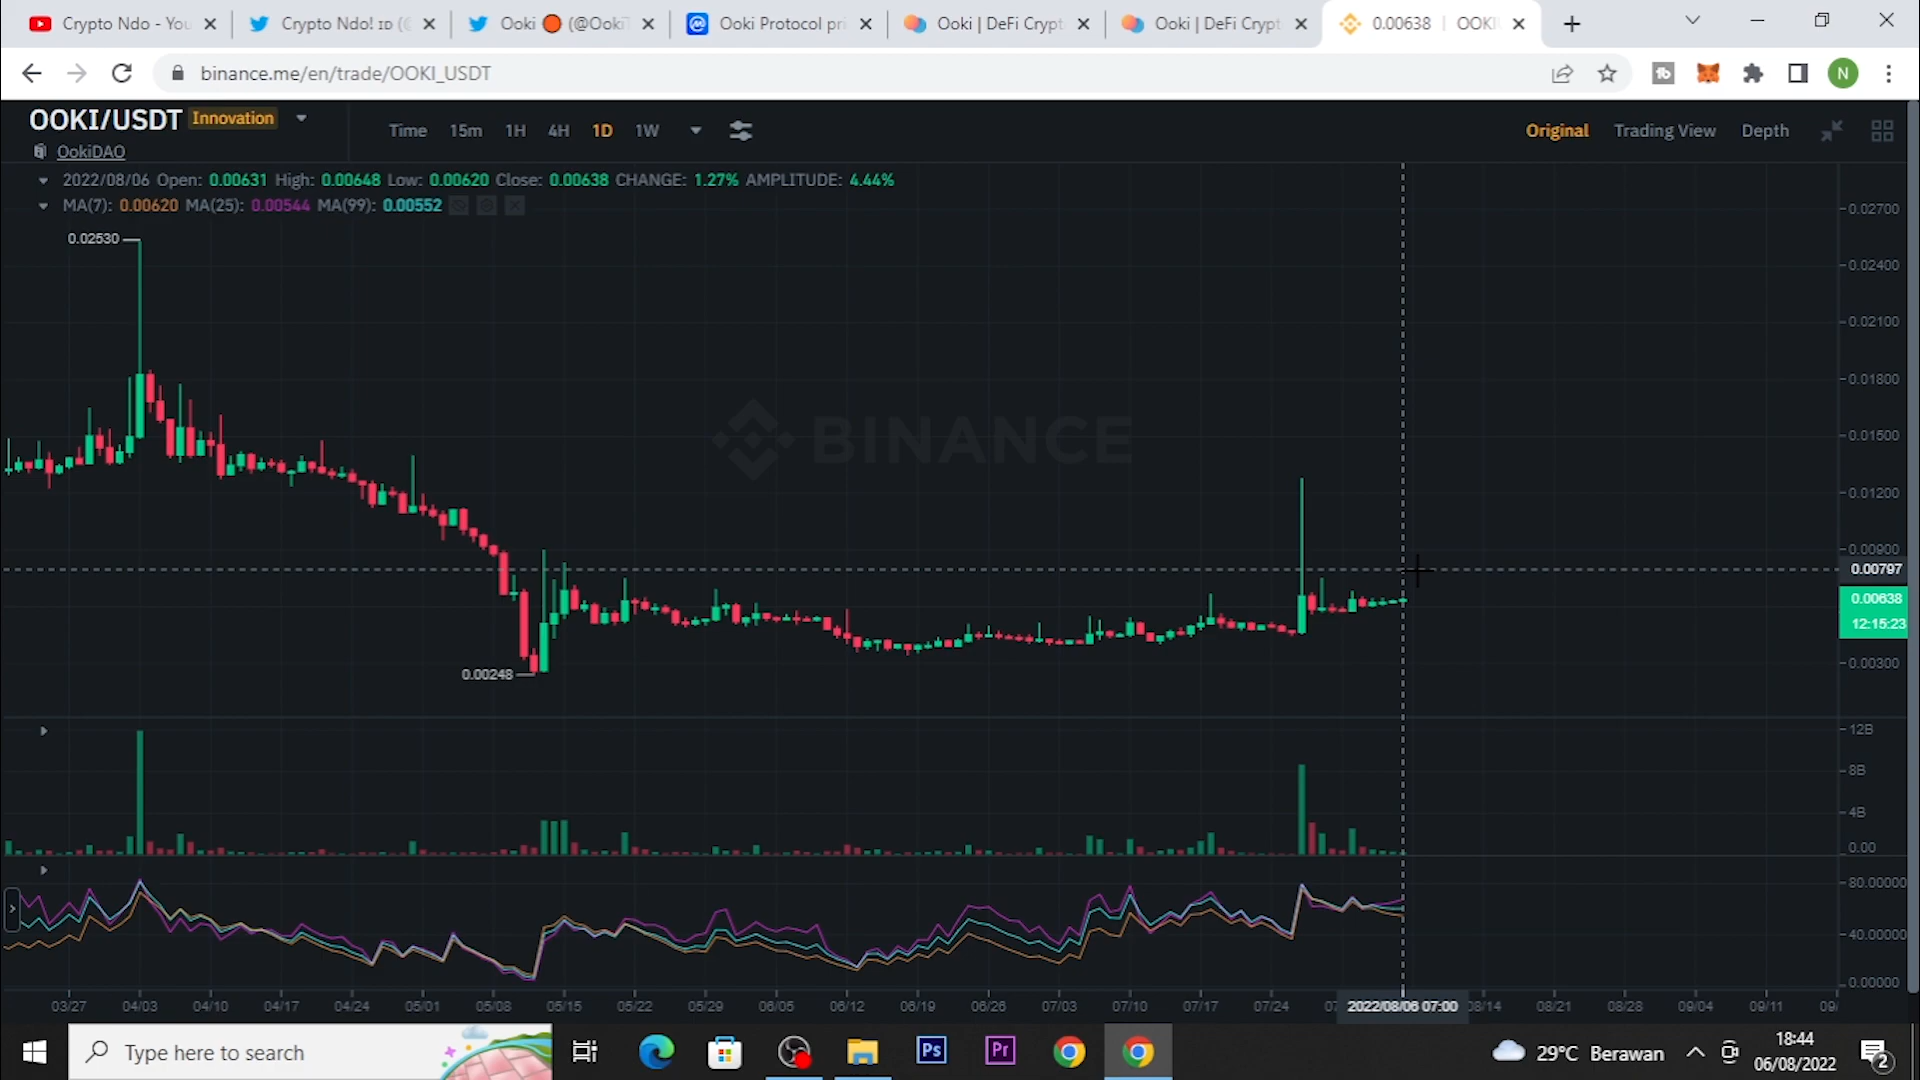 Crypto Ndo - You
Crypto Ndo! ɪᴅ (@
Ooki 🔴 (@OokiT
Ooki Protocol pri
Ooki | DeFi Crypt
Ooki | DeFi Crypt
0.00638 | OOKI
binance.me/en/trade/OOKI_USDT
N
OOKI/USDT Innovation
OokiDAO
Time 15m 1H 4H 1D 1W
Original Trading View Depth
2022/08/06 Open: 0.00631 High: 0.00648 Low: 0.00620 Close: 0.00638 CHANGE: 1.27% AMPLITUDE: 4.44%
MA(7): 0.00620 MA(25): 0.00544 MA(99): 0.00552
0.02530
0.00248
BINANCE
0.02700
0.02400
0.02100
0.01800
0.01500
0.01200
0.00900
0.00797
0.00638
12:15:23
0.00300
12B
8B
4B
0.00
80.00000
40.00000
0.00000
03/27 04/03 04/10 04/17 04/24 05/01 05/08 05/15 05/22 05/29 06/05 06/12 06/19 06/26 07/03 07/10 07/17 07/24 2022/08/06 07:00 08/14 08/21 08/28 09/04 09/11 09/
Type here to search
Ps
Pr
29°C Berawan
18:44
06/08/2022
2